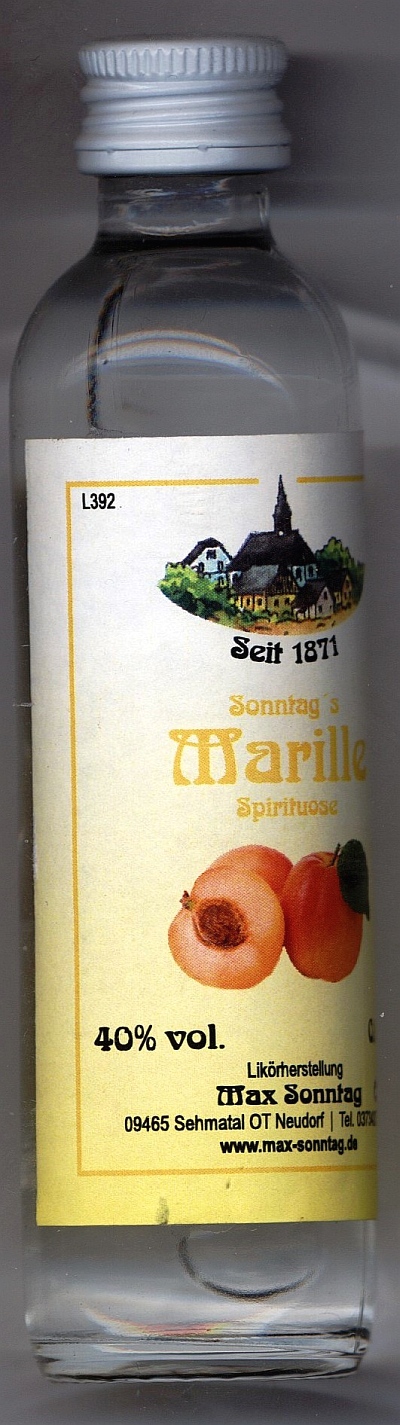 L392
Seit 1871
Sonntag´s
Marille
Spirituose
40% vol.
Likörherstellung
Max Sonntag
09465 Sehmatal OT Neudorf | Tel.
www.max-sonntag.de